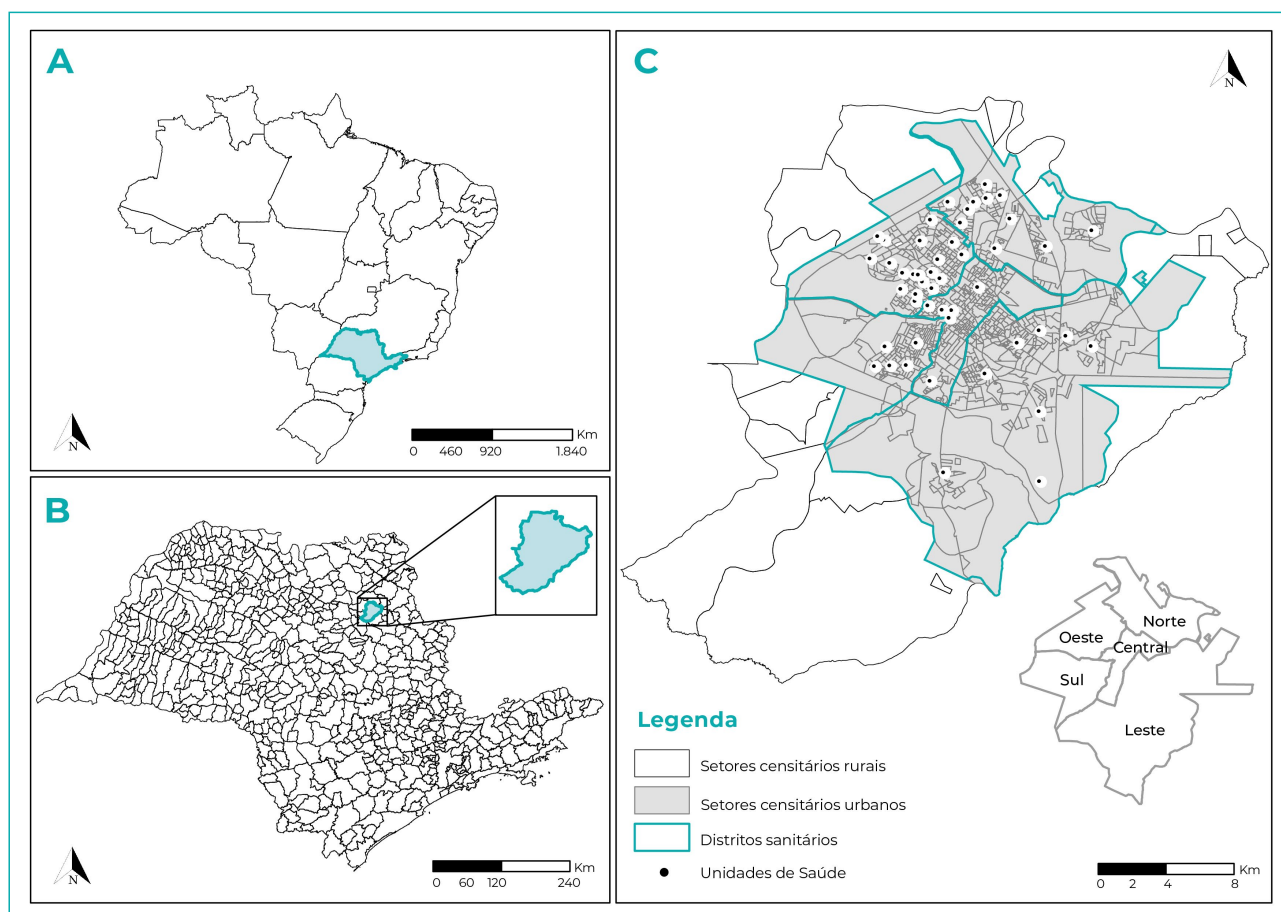 A
N
Km
0 460 920 1.840
B
N
Km
0 60 120 240
C
N
Norte
Oeste
Central
Sul
Leste
Legenda
Setores censitários rurais
Setores censitários urbanos
Distritos sanitários
Unidades de Saúde
Km
0 2 4 8